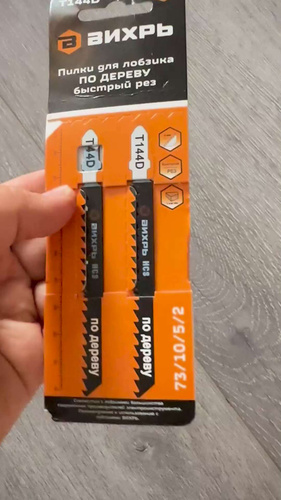 T144D
ВИХРЬ
Пилки для лобзика
ПО ДЕРЕВУ
быстрый рез
T144D
T144D
ВИХРЬ
HCS
ВИХРЬ
HCS
по дереву
по дереву
73/10/5/2